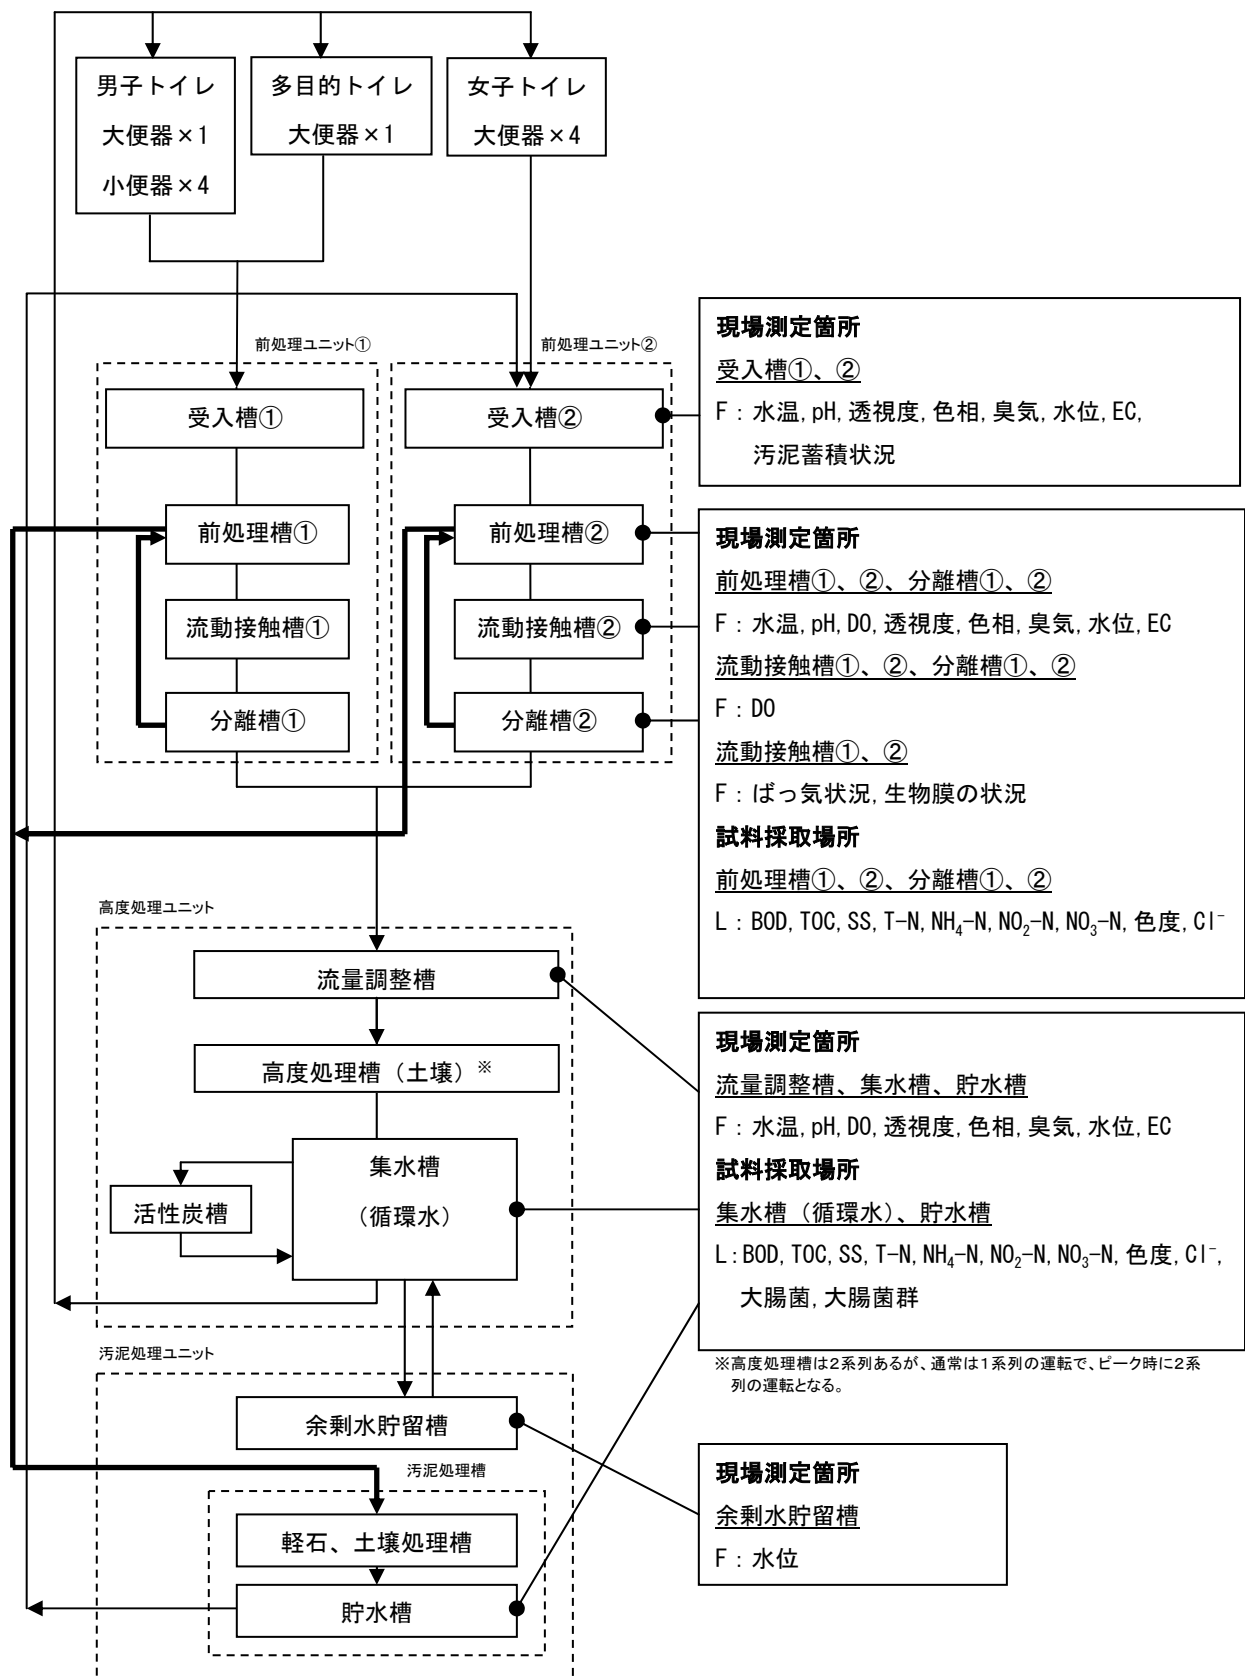 男子トイレ
大便器×1
小便器×4
多目的トイレ
大便器×1
女子トイレ
大便器×4
前処理ユニット①
前処理ユニット②
受入槽①
受入槽②
前処理槽①
前処理槽②
流動接触槽①
流動接触槽②
分離槽①
分離槽②
現場測定箇所
受入槽①、②
F：水温,pH,透視度,色相,臭気,水位,EC,
汚泥蓄積状況
現場測定箇所
前処理槽①、②、分離槽①、②
F：水温,pH,DO,透視度,色相,臭気,水位,EC
流動接触槽①、②、分離槽①、②
F：DO
流動接触槽①、②
F：ばっ気状況,生物膜の状況
試料採取場所
前処理槽①、②、分離槽①、②
L：BOD,TOC,SS,T-N,NH₄-N,NO₂-N,NO₃-N,色度,Cl⁻
高度処理ユニット
流量調整槽
高度処理槽（土壌）※
集水槽
（循環水）
活性炭槽
現場測定箇所
流量調整槽、集水槽、貯水槽
F：水温,pH,DO,透視度,色相,臭気,水位,EC
試料採取場所
集水槽（循環水）、貯水槽
L：BOD,TOC,SS,T-N,NH₄-N,NO₂-N,NO₃-N,色度,Cl⁻,
大腸菌,大腸菌群
※高度処理槽は2系列あるが、通常は1系列の運転で、ピーク時に2系
列の運転となる。
汚泥処理ユニット
余剰水貯留槽
汚泥処理槽
軽石、土壌処理槽
貯水槽
現場測定箇所
余剰水貯留槽
F：水位